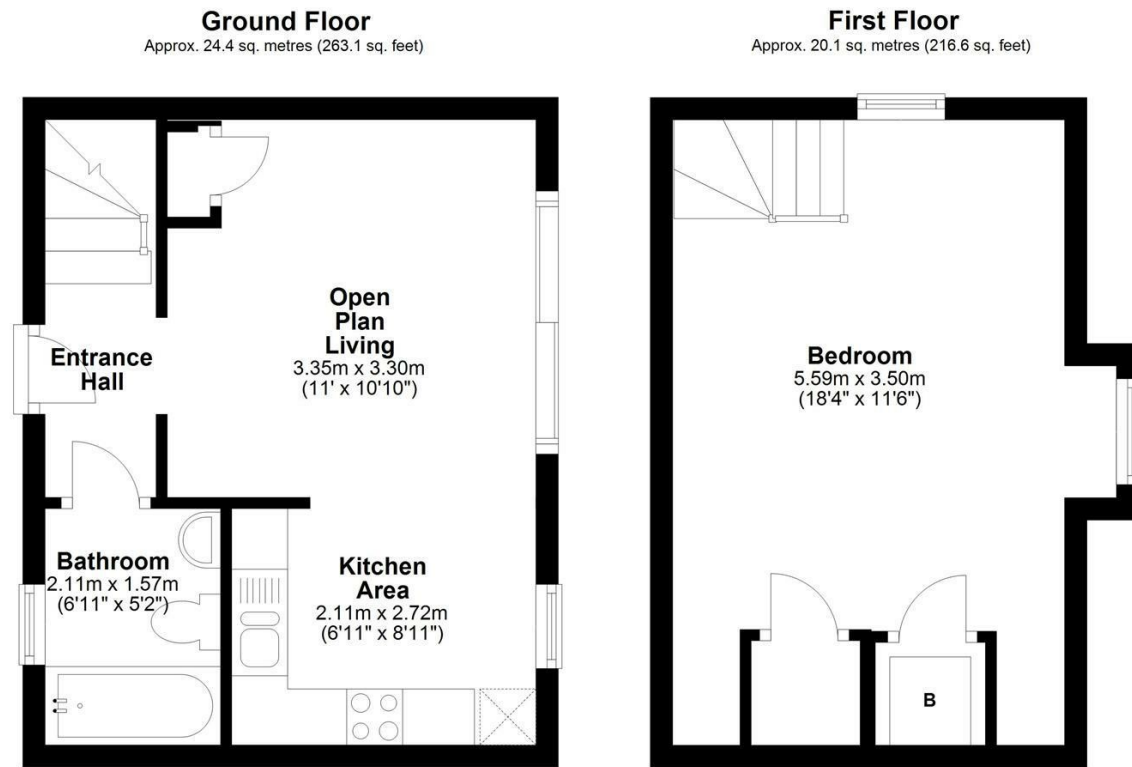 Ground Floor
Approx. 24.4 sq. metres (263.1 sq. feet)
First Floor
Approx. 20.1 sq. metres (216.6 sq. feet)
Open
Plan
Living
3.35m x 3.30m
(11' x 10'10")
Entrance
Hall
Bedroom
5.59m x 3.50m
(18'4" x 11'6")
Bathroom
2.11m x 1.57m
(6'11" x 5'2")
Kitchen
Area
2.11m x 2.72m
(6'11" x 8'11")
B